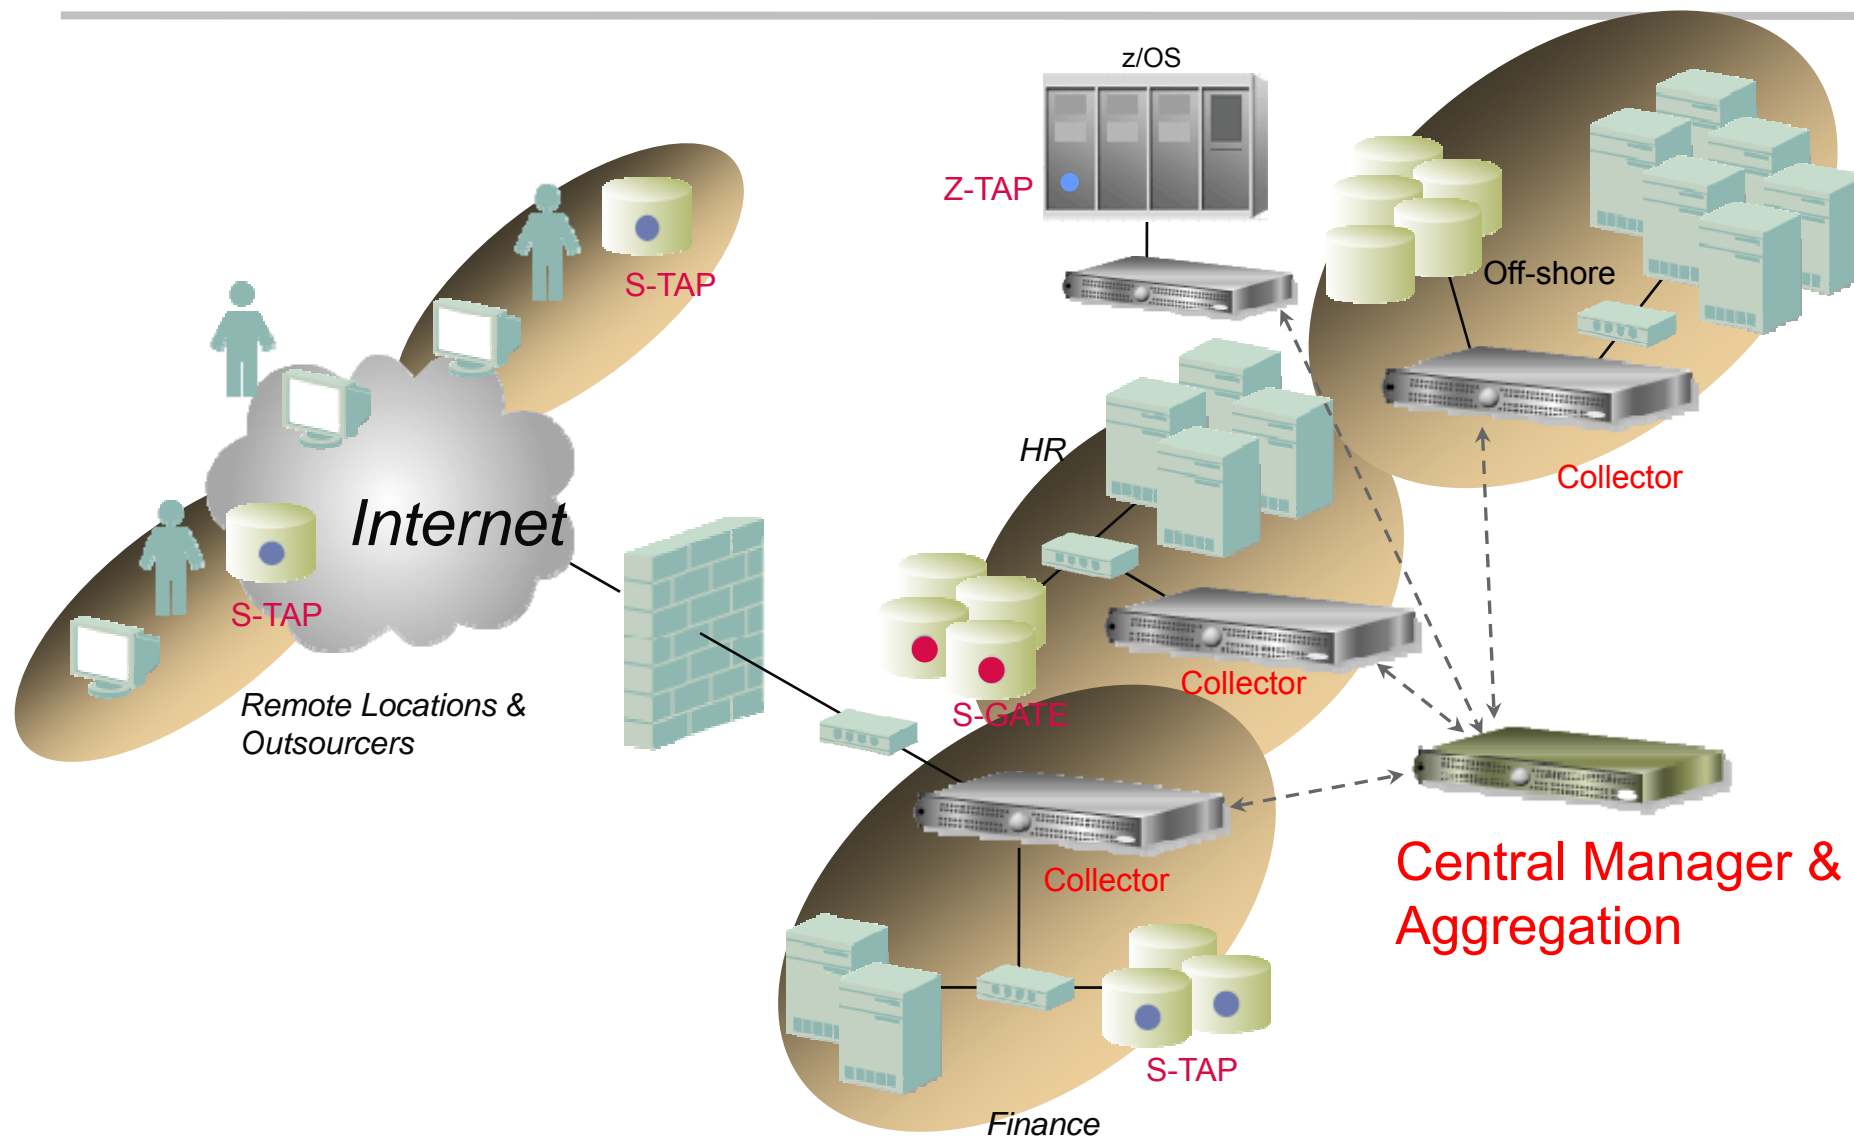 z/OS
Z-TAP
S-TAP
Off-shore
HR
Collector
Internet
S-TAP
Collector
Remote Locations &
Outsourcers
S-GATE
Central Manager &
Aggregation
Collector
S-TAP
Finance